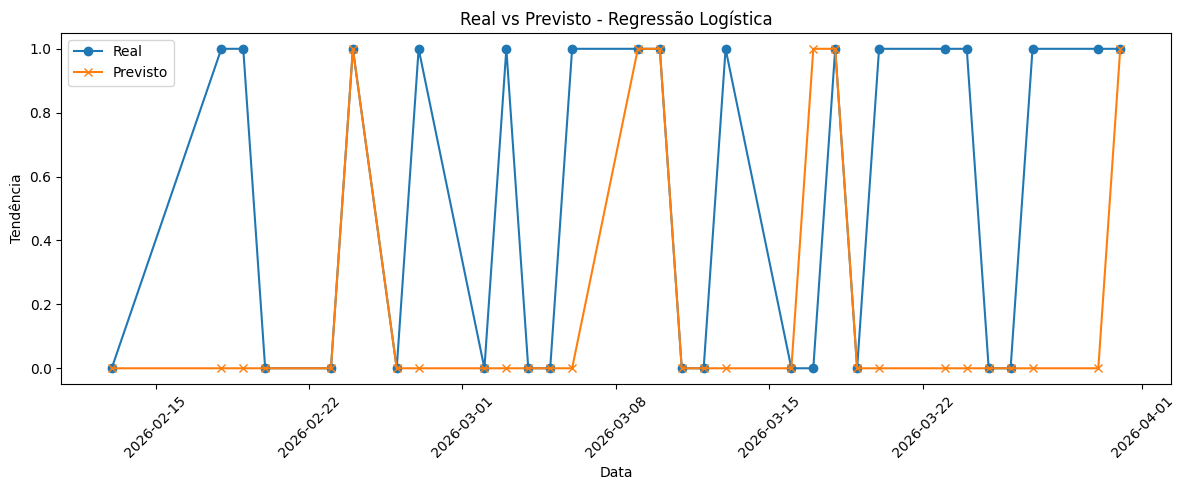 Real vs Previsto - Regressão Logística
Real
Previsto
Tendência
1.0
0.8
0.6
0.4
0.2
0.0
2026-02-15
2026-02-22
2026-03-01
2026-03-08
2026-03-15
2026-03-22
2026-04-01
Data